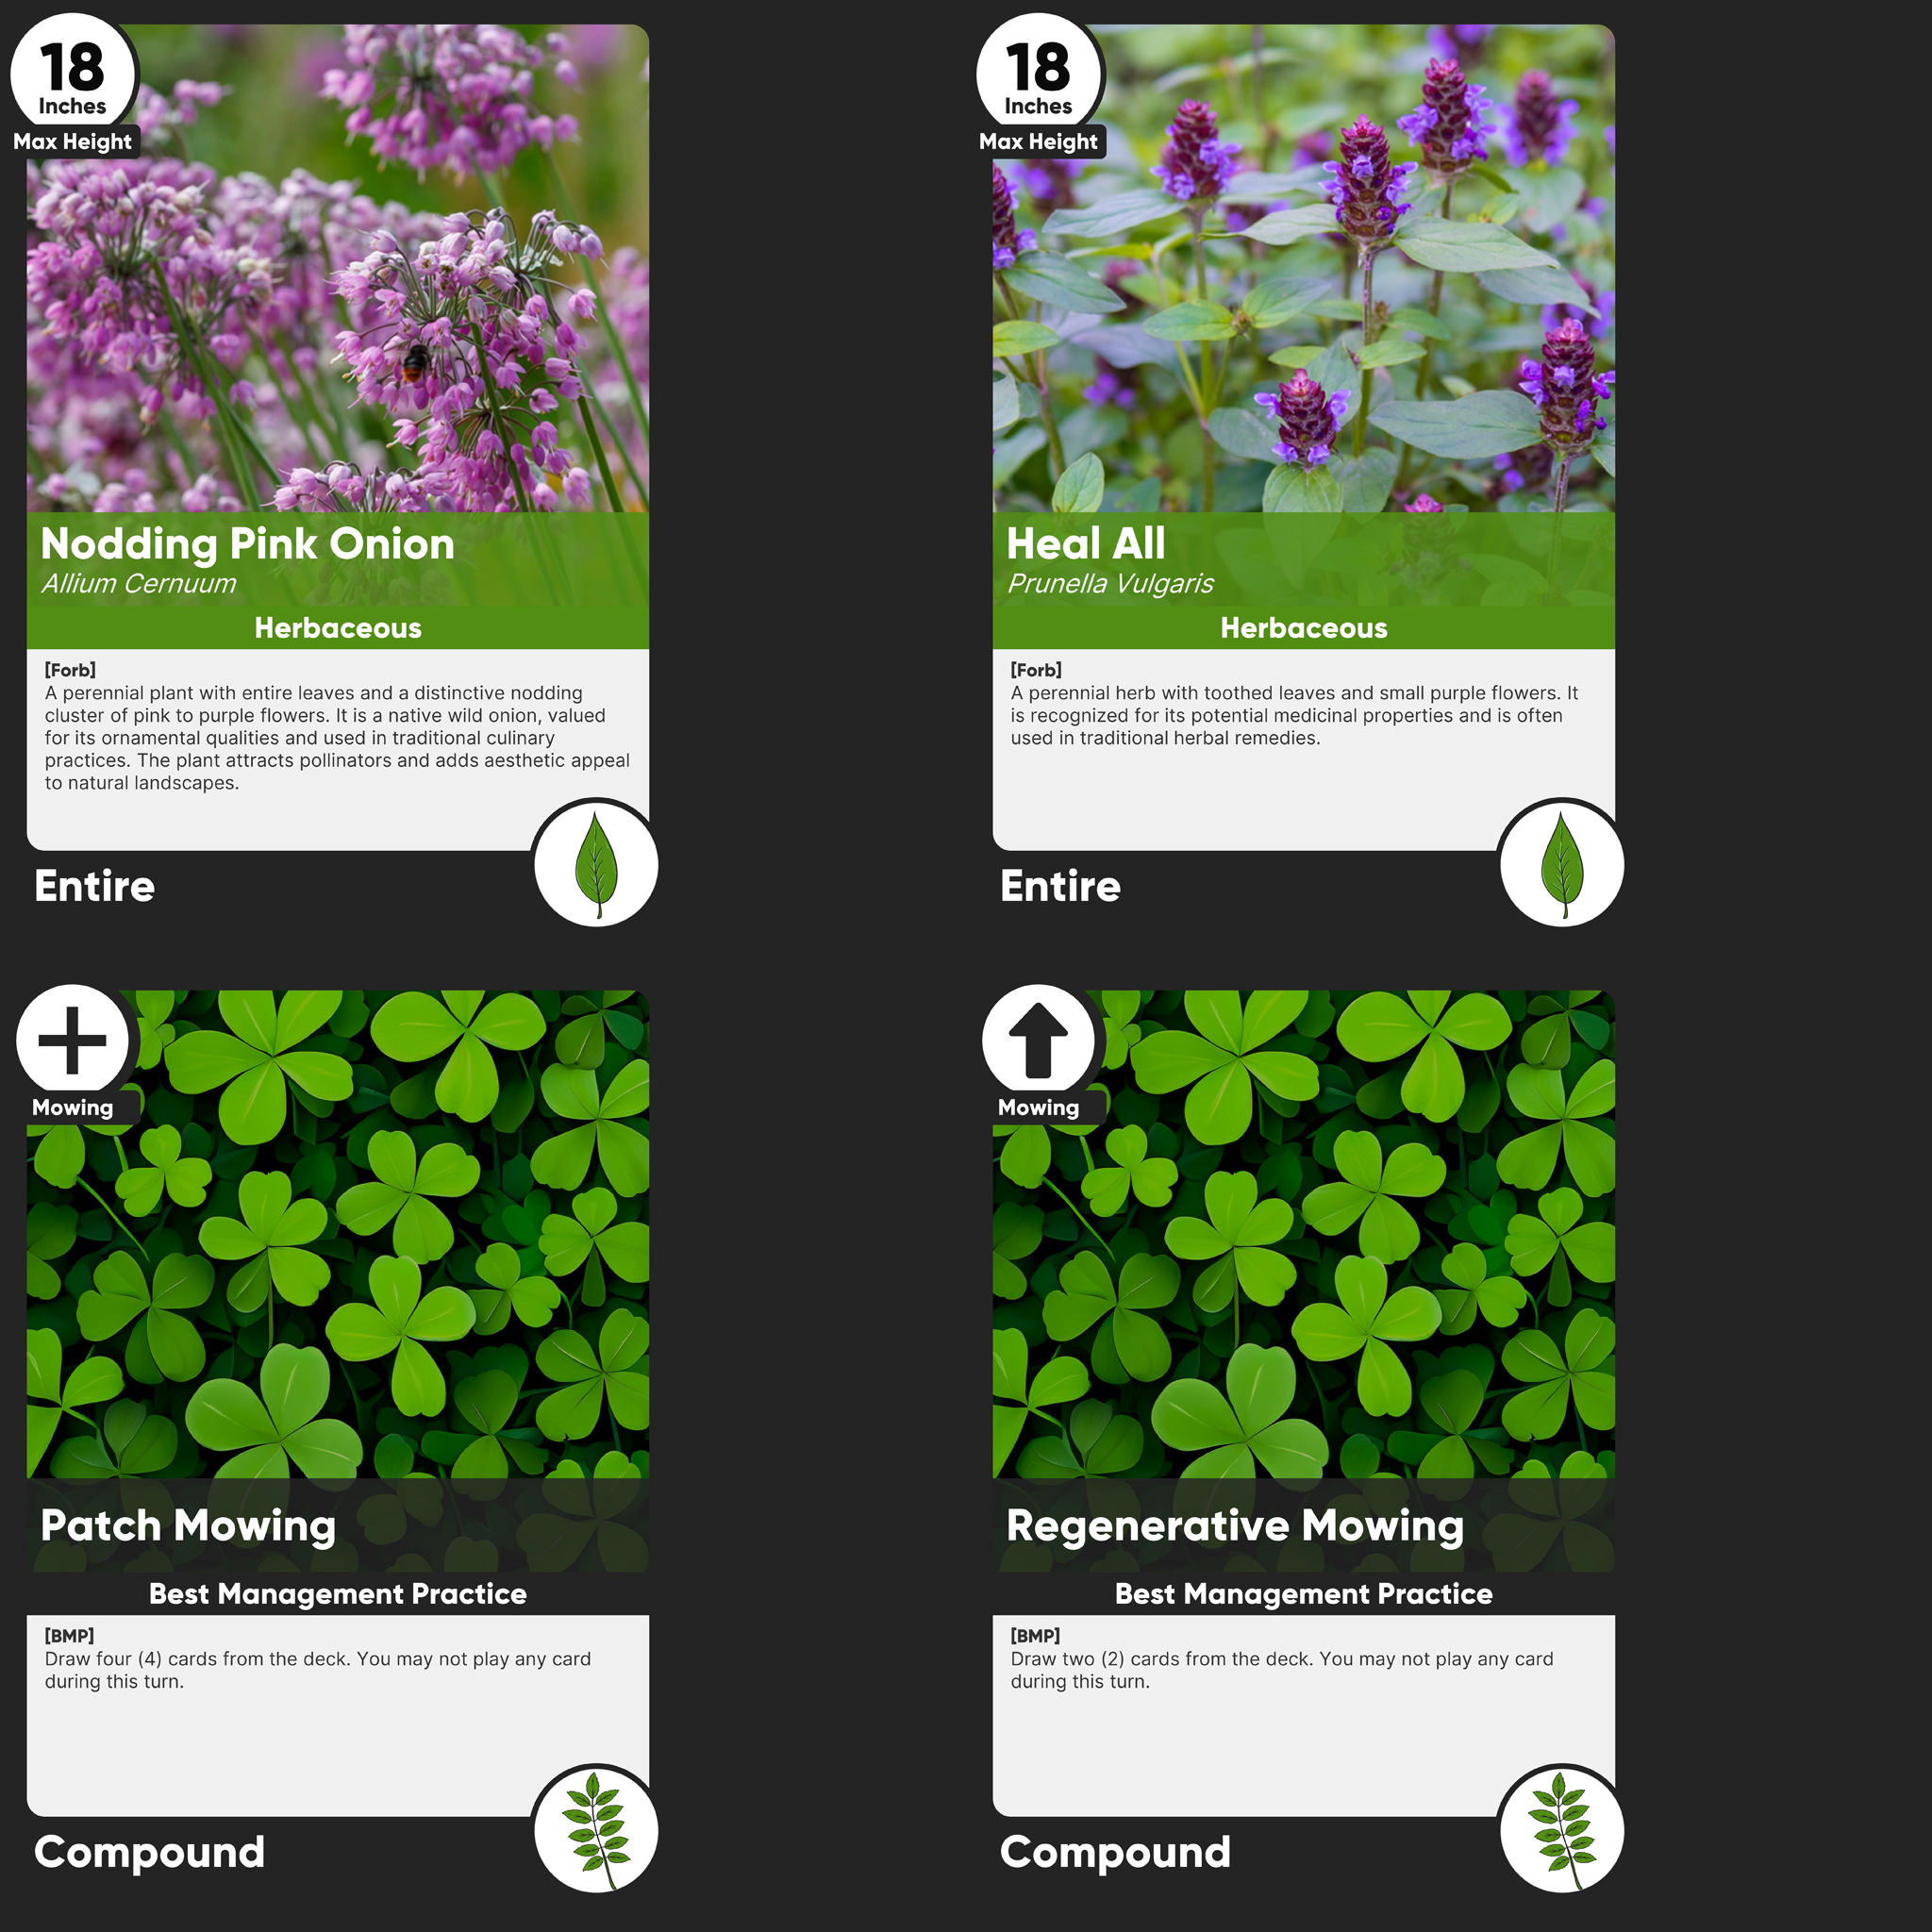 18
Inches
Max Height
Nodding Pink Onion
Allium Cernuum
Herbaceous
[Forb]
A perennial plant with entire leaves and a distinctive nodding
cluster of pink to purple flowers. It is a native wild onion, valued
for its ornamental qualities and used in traditional culinary
practices. The plant attracts pollinators and adds aesthetic appeal
to natural landscapes.
Entire
18
Inches
Max Height
Heal All
Prunella Vulgaris
Herbaceous
[Forb]
A perennial herb with toothed leaves and small purple flowers. It
is recognized for its potential medicinal properties and is often
used in traditional herbal remedies.
Entire
Mowing
Patch Mowing
Best Management Practice
[BMP]
Draw four (4) cards from the deck. You may not play any card
during this turn.
Compound
Mowing
Regenerative Mowing
Best Management Practice
[BMP]
Draw two (2) cards from the deck. You may not play any card
during this turn.
Compound